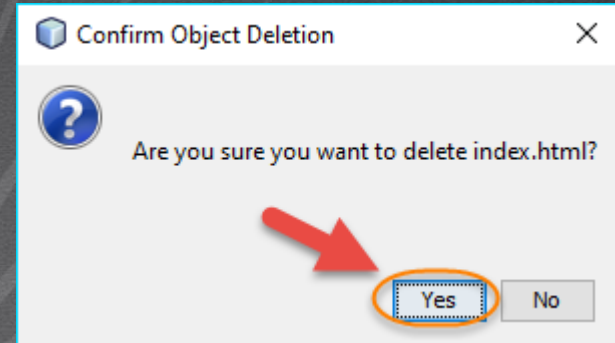 Confirm Object Deletion
Are you sure you want to delete index.html?
Yes No